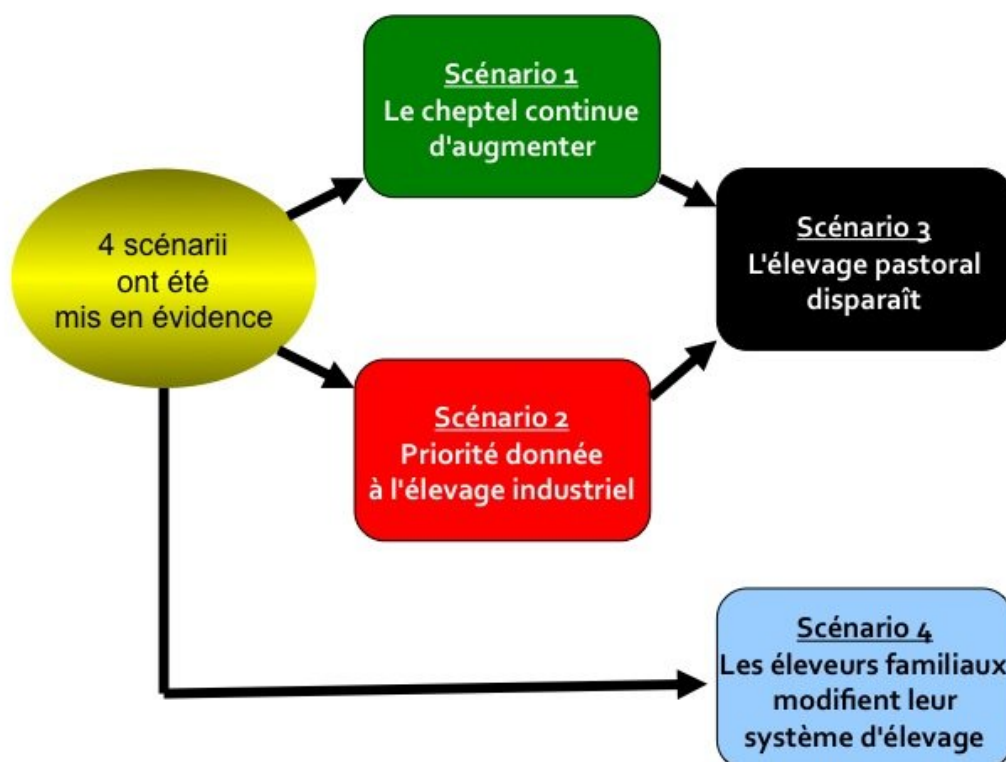 4 scénarii
ont été
mis en évidence
Scénario 1
Le cheptel continue
d'augmenter
Scénario 2
Priorité donnée
à l'élevage industriel
Scénario 3
L'élevage pastoral
disparaît
Scénario 4
Les éleveurs familiaux
modifient leur
système d'élevage